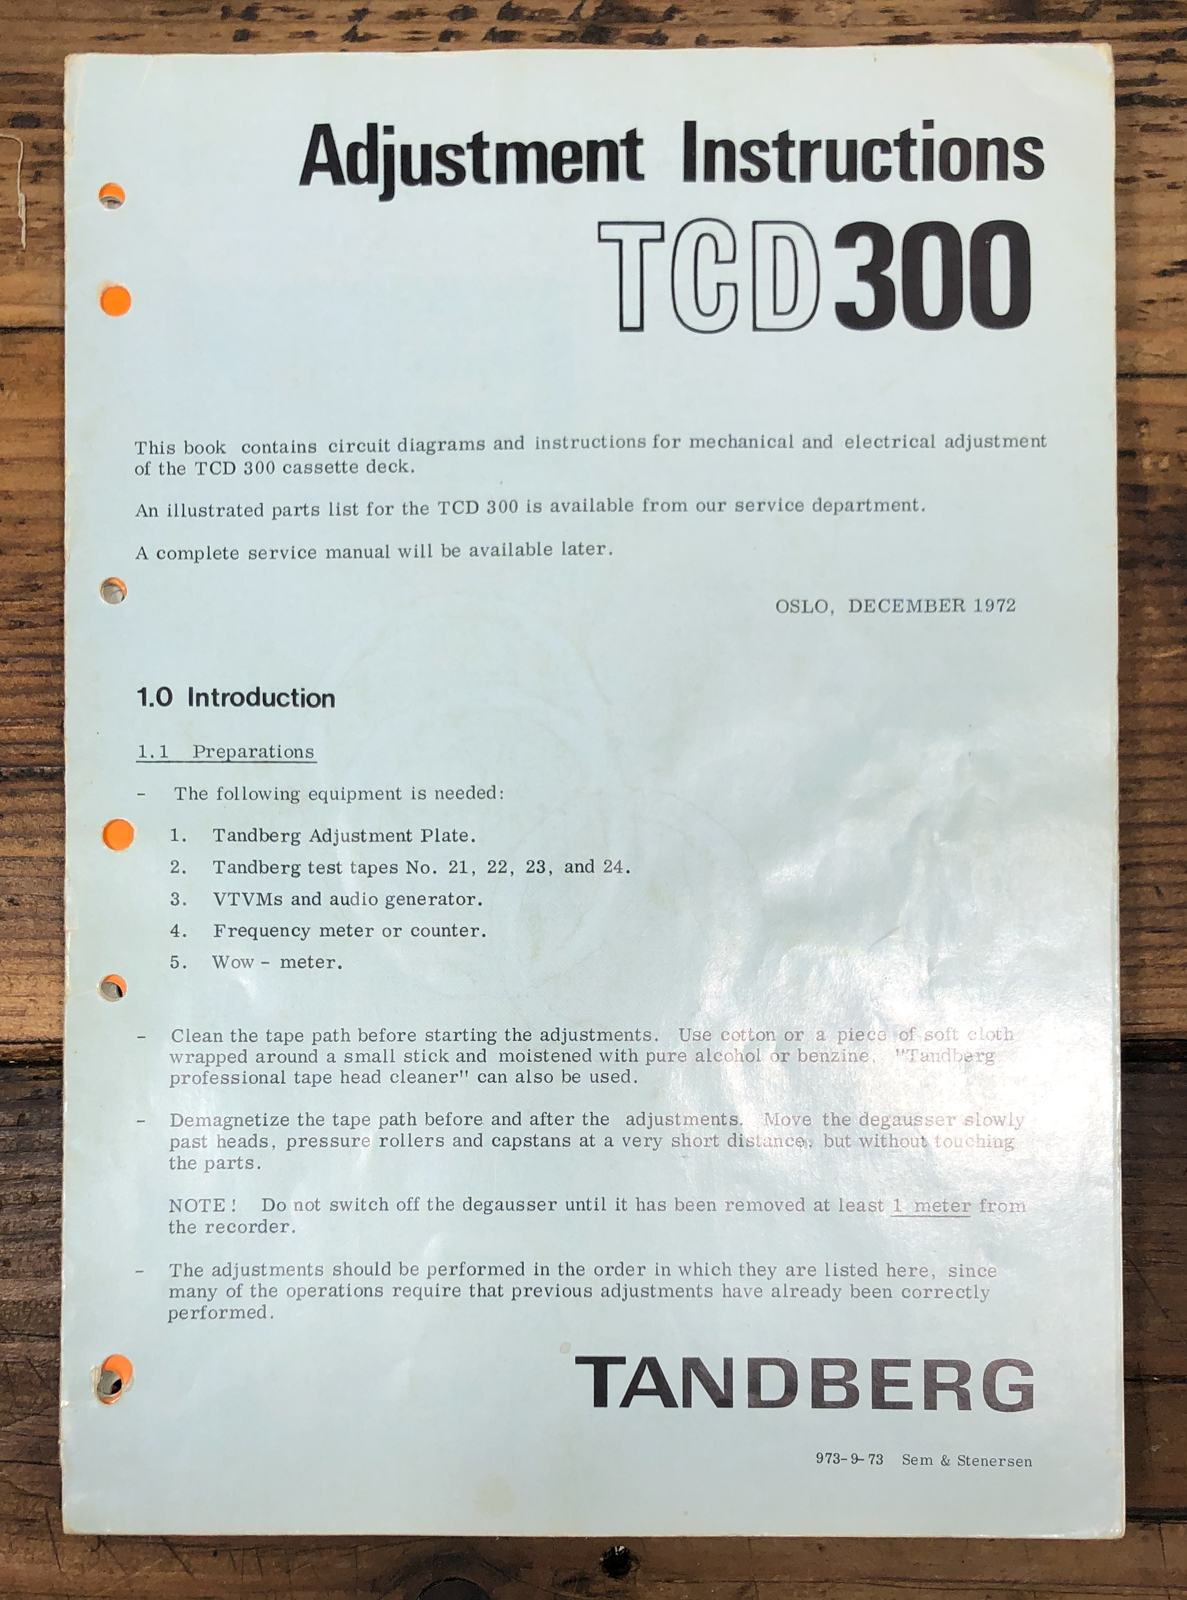 Adjustment Instructions
TCD300
This book contains circuit diagrams and instructions for mechanical and electrical adjustment
of the TCD 300 cassette deck.
An illustrated parts list for the TCD 300 is available from our service department.
A complete service manual will be available later.
OSLO, DECEMBER 1972
1.0 Introduction
1.1 Preparations
- The following equipment is needed:
1. Tandberg Adjustment Plate.
2. Tandberg test tapes No. 21, 22, 23, and 24.
3. VTVMs and audio generator.
4. Frequency meter or counter.
5. Wow - meter.
- Clean the tape path before starting the adjustments. Use cotton or a piece of soft cloth
wrapped around a small stick and moistened with pure alcohol or benzine. "Tandberg
professional tape head cleaner" can also be used.
- Demagnetize the tape path before and after the adjustments. Move the degausser slowly
past heads, pressure rollers and capstans at a very short distance, but without touching
the parts.
NOTE! Do not switch off the degausser until it has been removed at least 1 meter from
the recorder.
- The adjustments should be performed in the order in which they are listed here, since
many of the operations require that previous adjustments have already been correctly
performed.
TANDBERG
973-9-73 Sem & Stenersen